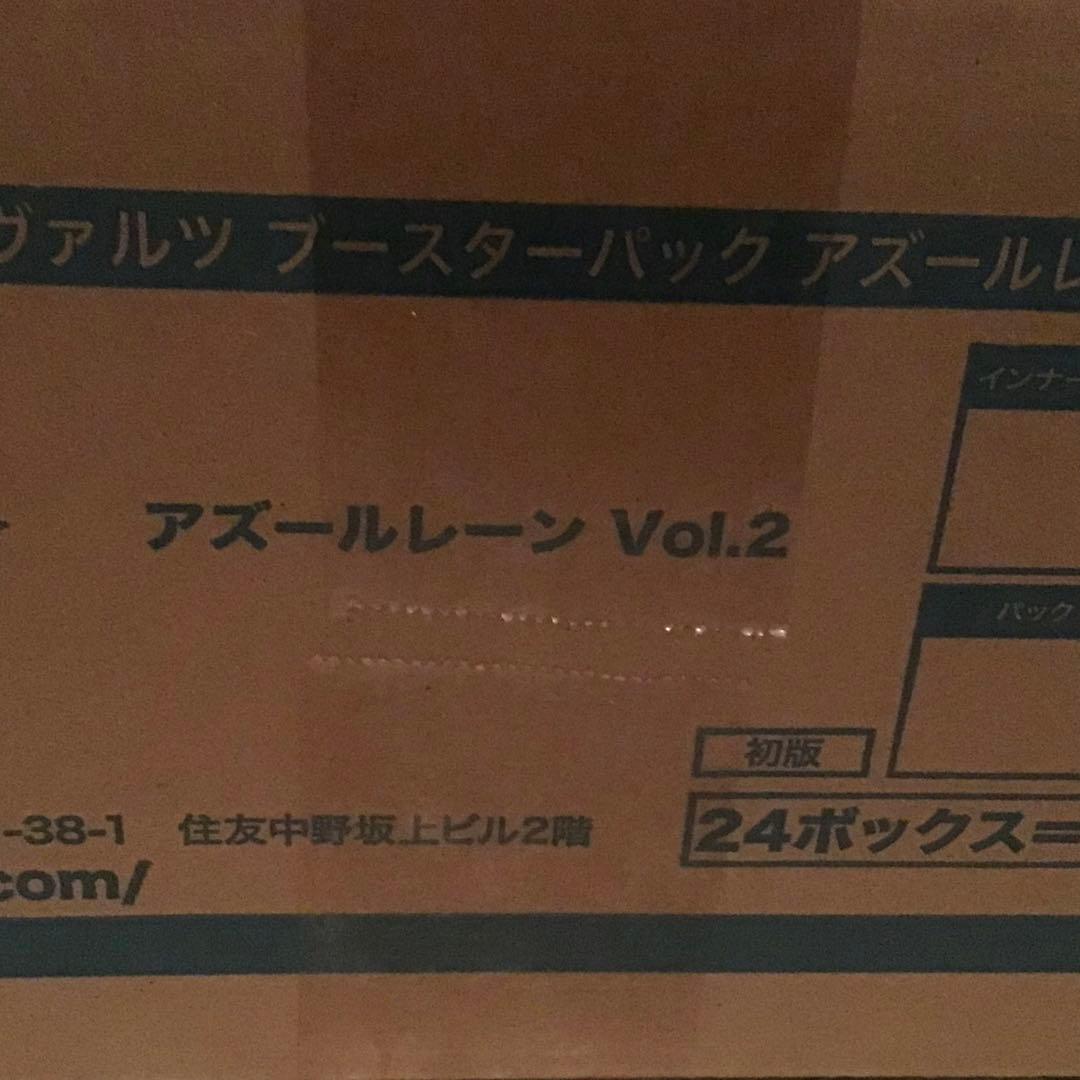 ヴァルツ ブースターパック アズールレ
インナー
アズールレーン Vol.2
パック
初版
-38-1 住友中野坂上ビル2階
24ボックス=
com/